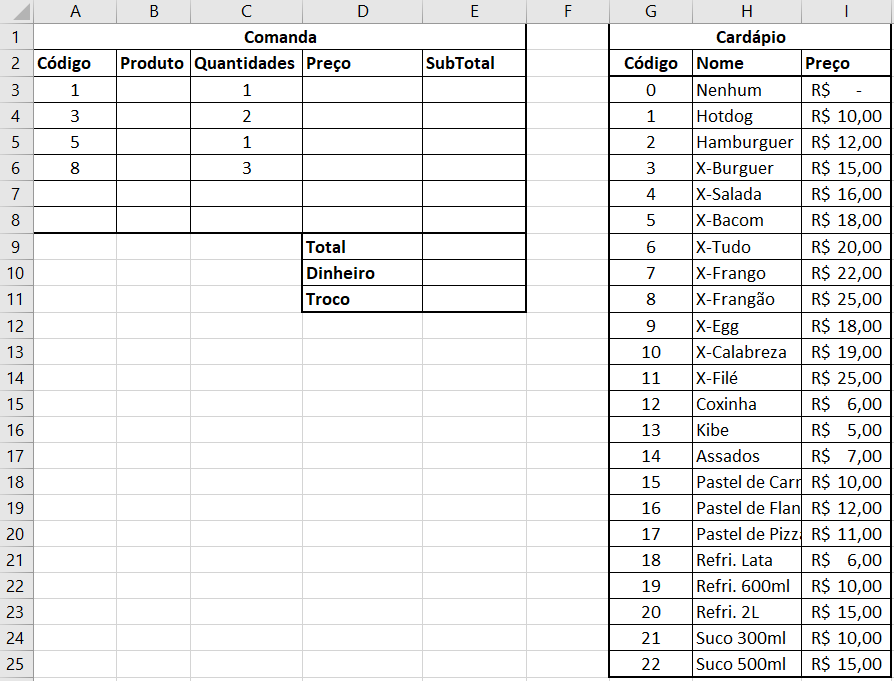 A B C D E F G H I
1 Comanda Cardápio
2 Código Produto Quantidades Preço SubTotal Código Nome Preço
3 1 1 0 Nenhum R$ -
4 3 2 1 Hotdog R$ 10,00
5 5 1 2 Hamburguer R$ 12,00
6 8 3 3 X-Burguer R$ 15,00
7 4 X-Salada R$ 16,00
8 5 X-Bacom R$ 18,00
9 Total 6 X-Tudo R$ 20,00
10 Dinheiro 7 X-Frango R$ 22,00
11 Troco 8 X-Frangão R$ 25,00
12 9 X-Egg R$ 18,00
13 10 X-Calabreza R$ 19,00
14 11 X-Filé R$ 25,00
15 12 Coxinha R$ 6,00
16 13 Kibe R$ 5,00
17 14 Assados R$ 7,00
18 15 Pastel de Carr R$ 10,00
19 16 Pastel de Flan R$ 12,00
20 17 Pastel de Pizz R$ 11,00
21 18 Refri. Lata R$ 6,00
22 19 Refri. 600ml R$ 10,00
23 20 Refri. 2L R$ 15,00
24 21 Suco 300ml R$ 10,00
25 22 Suco 500ml R$ 15,00